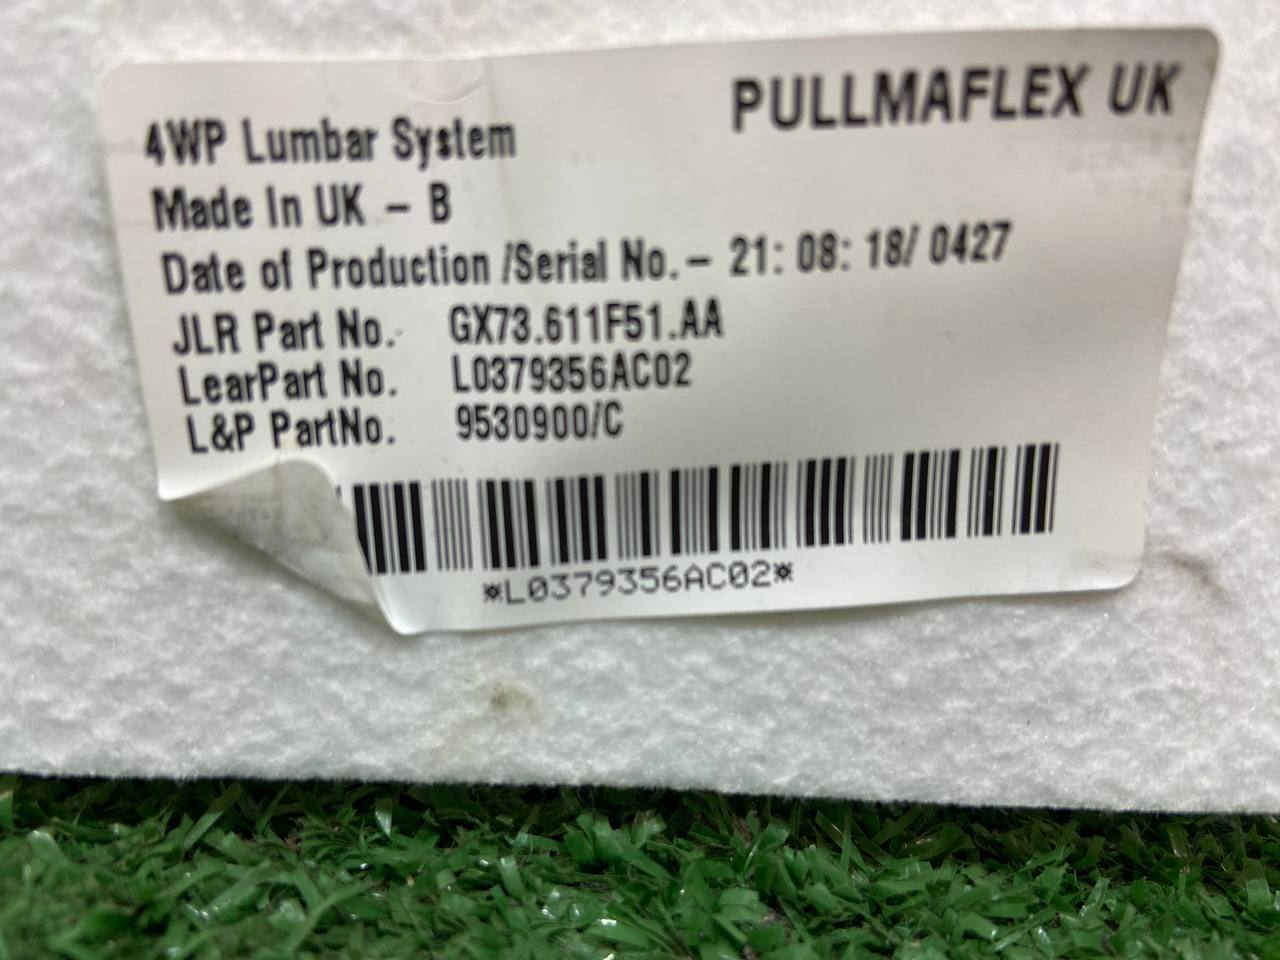 PULLMAFLEX UK
4WP Lumbar System
Made In UK - B
Date of Production /Serial No.- 21: 08: 18/ 0427
JLR Part No. GX73.611F51.AA
LearPart No. L0379356AC02
L&P PartNo. 9530900/C
*L0379356AC02*